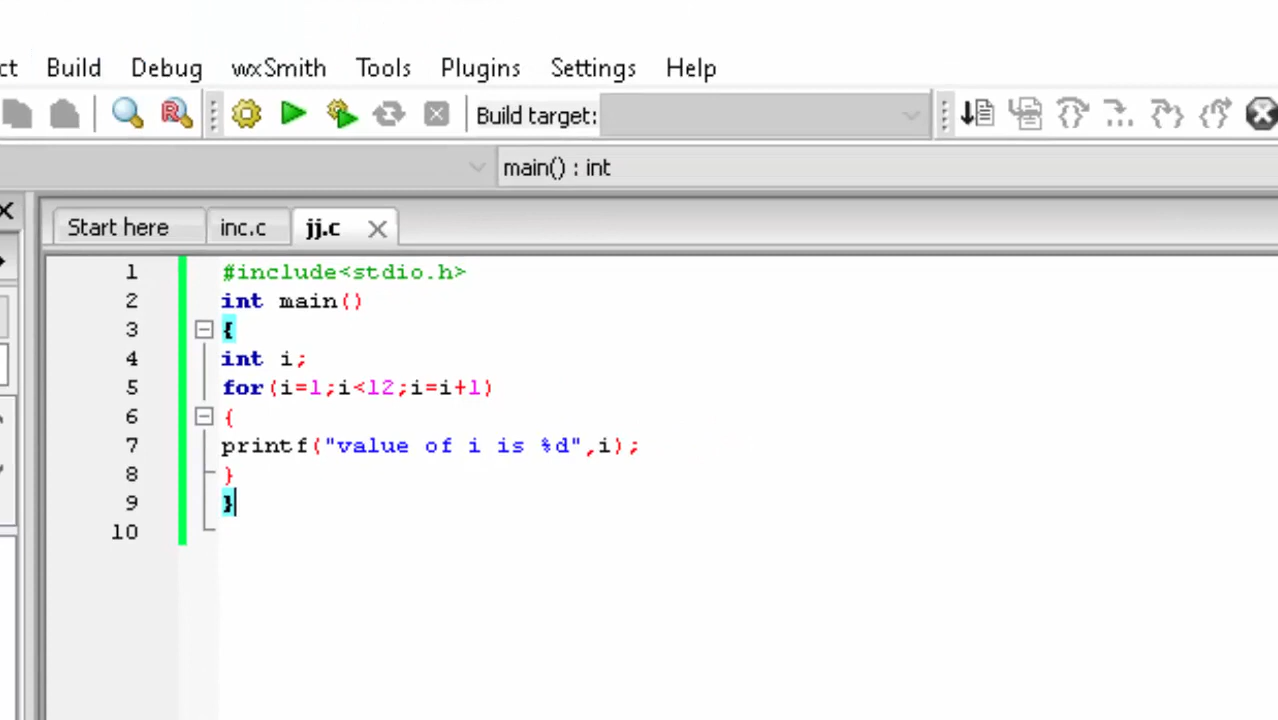 ct Build Debug wxSmith Tools Plugins Settings Help
Build target:
main() : int
Start here inc.c jj.c
1 #include<stdio.h>
2 int main()
3 {
4 int i;
5 for(i=1;i<12;i=i+1)
6 {
7 printf("value of i is %d",i);
8 }
9 }
10